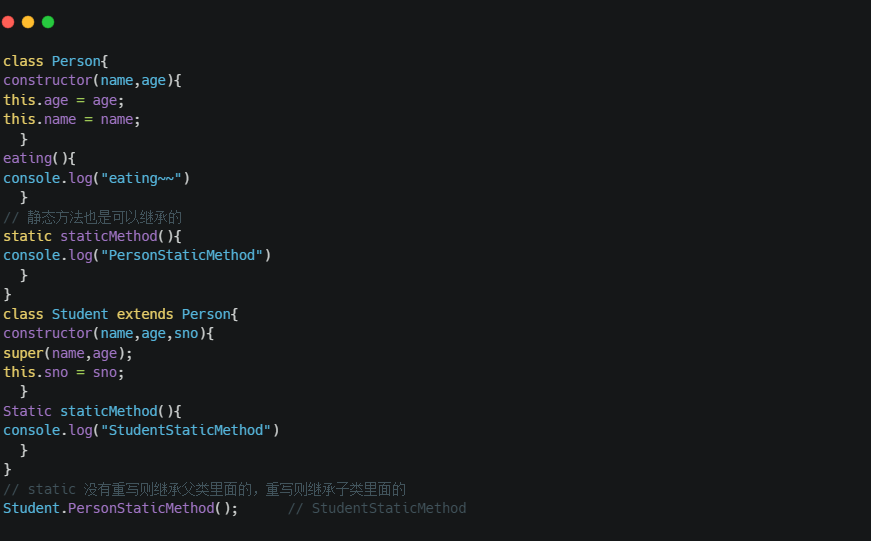 class Person{
constructor(name,age){
this.age = age;
this.name = name;
  }
eating(){
console.log("eating~~")
  }
// 静态方法也是可以继承的
static staticMethod(){
console.log("PersonStaticMethod")
  }
}
class Student extends Person{
constructor(name,age,sno){
super(name,age);
this.sno = sno;
  }
Static staticMethod(){
console.log("StudentStaticMethod")
  }
}
// static 没有重写则继承父类里面的，重写则继承子类里面的
Student.PersonStaticMethod();      // StudentStaticMethod